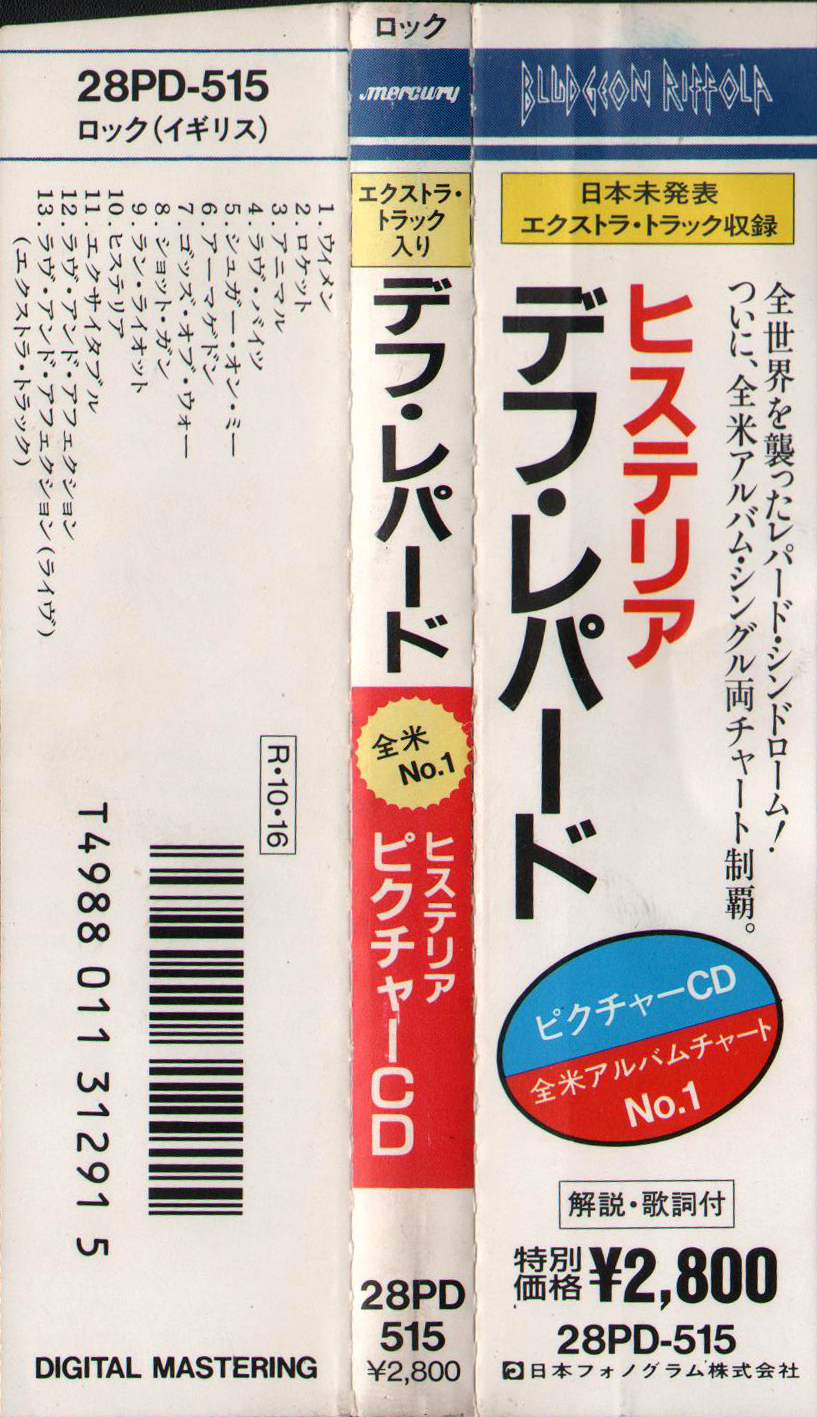 28PD-515
ロック(イギリス)
1. ウィメン
2. ロケット
3. アニマル
4. ラヴ・バイツ
5. シュガー・オン・ミー
6. アーマゲドン
7. ゴッズ・オブ・ウォー
8. ショット・ガン
9. ラン・ライオット
10. ヒステリア
11. エクサイタブル
12. ラヴ・アンド・アフェクション
13. ラヴ・アンド・アフェクション(ライヴ)
(エクストラ・トラック)
R・10・16
T4988 011 31291 5
DIGITAL MASTERING
ロック
mercury
エクストラ・
トラック
入り
デフ・レパード
全米
No.1
ヒステリア
ピクチャーCD
28PD
515
¥2,800
BLUDGEON RIFFOLA
日本未発表
エクストラ・トラック収録
全世界を襲ったレパード・シンドローム!
ついに、全米アルバム・シングル両チャート制覇。
ヒステリア
デフ・レパード
ピクチャーCD
全米アルバムチャート
No.1
解説・歌詞付
特別
価格
¥2,800
28PD-515
日本フォノグラム株式会社